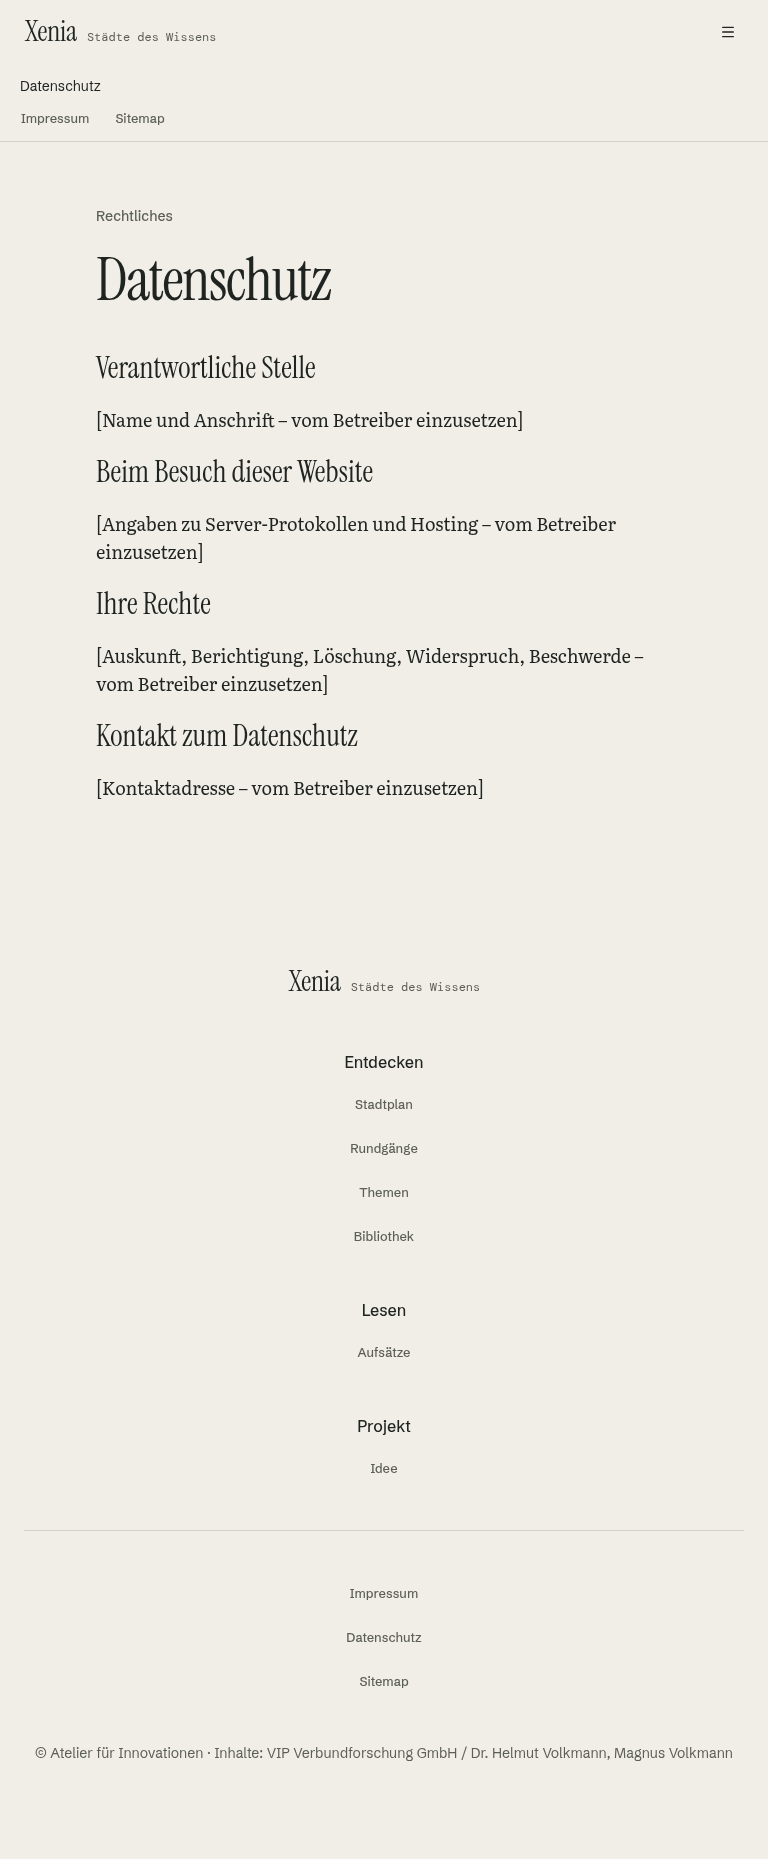 Xenia Städte des Wissens
☰
Datenschutz
Impressum Sitemap
Rechtliches
Datenschutz
Verantwortliche Stelle
[Name und Anschrift – vom Betreiber einzusetzen]
Beim Besuch dieser Website
[Angaben zu Server-Protokollen und Hosting – vom Betreiber
einzusetzen]
Ihre Rechte
[Auskunft, Berichtigung, Löschung, Widerspruch, Beschwerde –
vom Betreiber einzusetzen]
Kontakt zum Datenschutz
[Kontaktadresse – vom Betreiber einzusetzen]
Xenia Städte des Wissens
Entdecken
Stadtplan
Rundgänge
Themen
Bibliothek
Lesen
Aufsätze
Projekt
Idee
Impressum
Datenschutz
Sitemap
© Atelier für Innovationen · Inhalte: VIP Verbundforschung GmbH / Dr. Helmut Volkmann, Magnus Volkmann